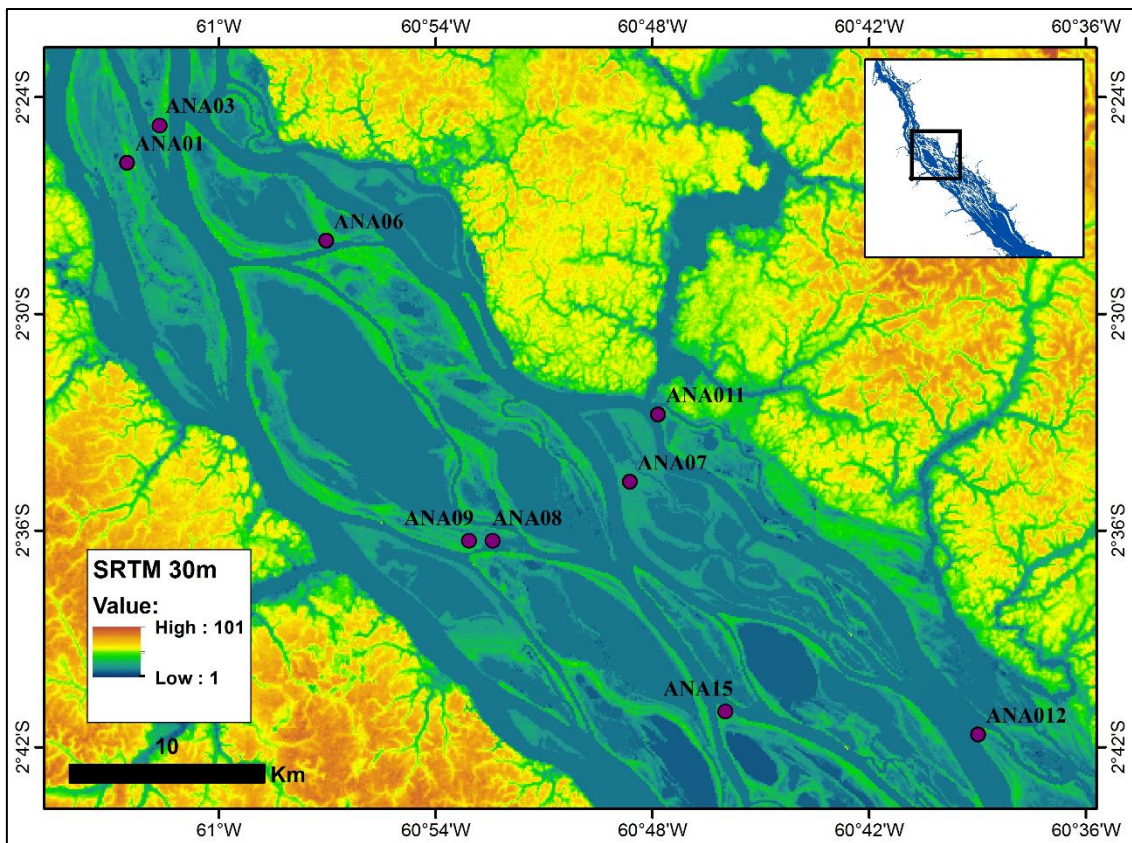 61°W 60°54'W 60°48'W 60°42'W 60°36'W
2°24'S 2°24'S
ANA03
ANA01
ANA06
2°30'S 2°30'S
ANA011
ANA07
ANA09 ANA08
2°36'S 2°36'S
SRTM 30m
Value:
High : 101
Low : 1
ANA15
ANA012
2°42'S 2°42'S
10
Km
61°W 60°54'W 60°48'W 60°42'W 60°36'W